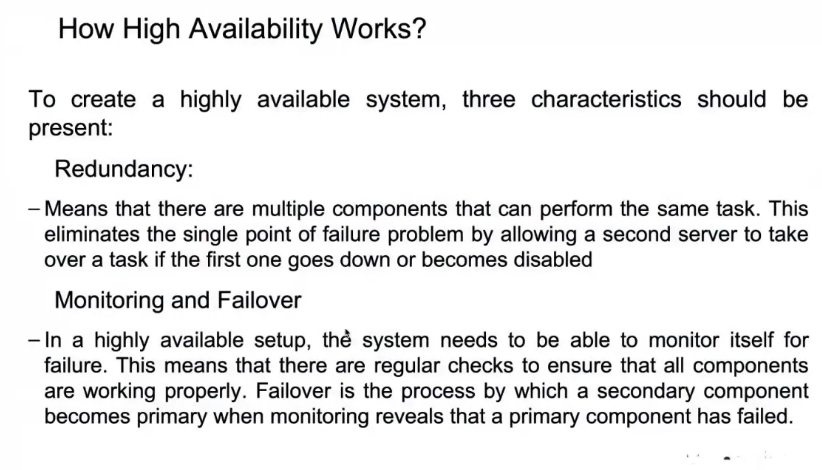 How High Availability Works?
To create a highly available system, three characteristics should be
present:
Redundancy:
– Means that there are multiple components that can perform the same task. This
eliminates the single point of failure problem by allowing a second server to take
over a task if the first one goes down or becomes disabled
Monitoring and Failover
– In a highly available setup, the system needs to be able to monitor itself for
failure. This means that there are regular checks to ensure that all components
are working properly. Failover is the process by which a secondary component
becomes primary when monitoring reveals that a primary component has failed.